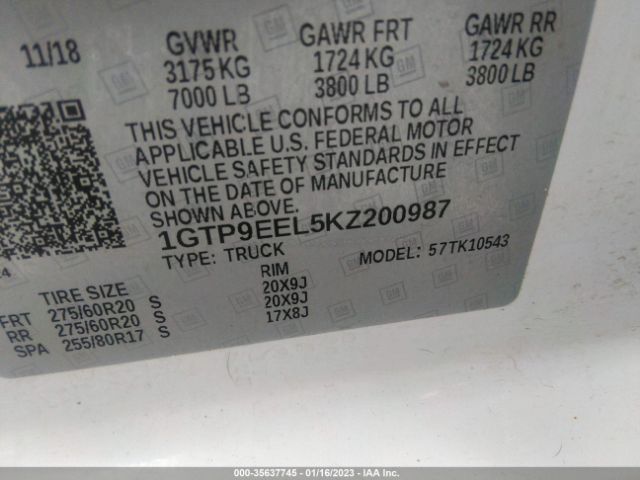 11/18 GVWR GAWR FRT GAWR RR
3175 KG 1724 KG 1724 KG
7000 LB 3800 LB 3800 LB
THIS VEHICLE CONFORMS TO ALL
APPLICABLE U.S. FEDERAL MOTOR
VEHICLE SAFETY STANDARDS IN EFFECT
ON THE DATE OF MANUFACTURE
SHOWN ABOVE.
1GTP9EEL5KZ200987
TYPE: TRUCK MODEL: 57TK10543
TIRE SIZE RIM
FRT 275/60R20 S 20X9J
RR 275/60R20 S 20X9J
SPA 255/80R17 S 17X8J
000-35637745 - 01/16/2023 - IAA Inc.